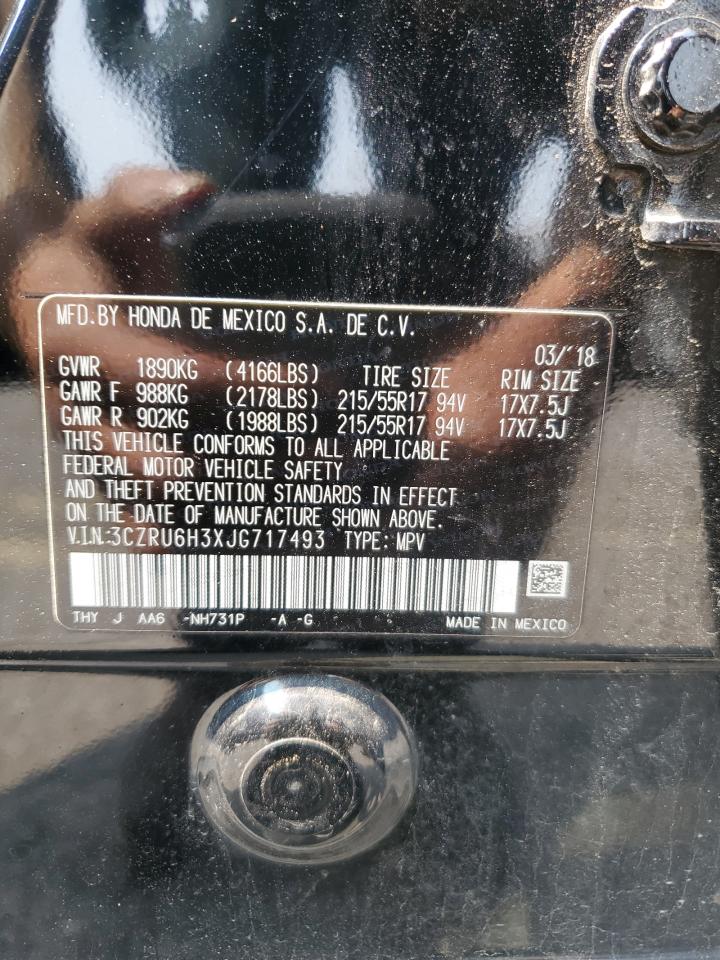 MFD.BY HONDA DE MEXICO S.A. DE C.V.
03/'18
GVWR 1890KG (4166LBS) TIRE SIZE RIM SIZE
GAWR F 988KG (2178LBS) 215/55R17 94V 17X7.5J
GAWR R 902KG (1988LBS) 215/55R17 94V 17X7.5J
THIS VEHICLE CONFORMS TO ALL APPLICABLE
FEDERAL MOTOR VEHICLE SAFETY
AND THEFT PREVENTION STANDARDS IN EFFECT
ON THE DATE OF MANUFACTURE SHOWN ABOVE.
V.I.N:3CZRU6H3XJG717493 TYPE: MPV
THY J AA6 -NH731P -A -G MADE IN MEXICO